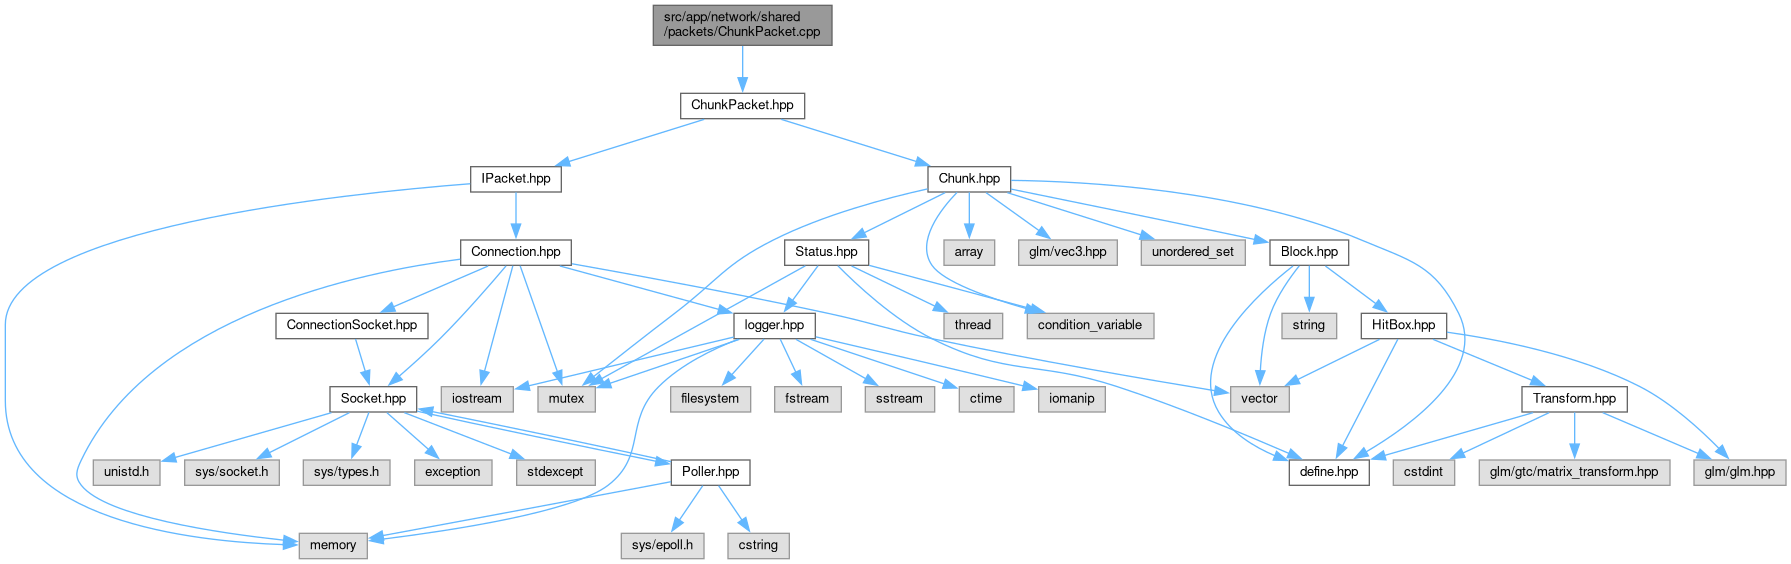 src/app/network/shared
/packets/ChunkPacket.cpp
ChunkPacket.hpp
IPacket.hpp
Chunk.hpp
Connection.hpp
Status.hpp
array
glm/vec3.hpp
unordered_set
Block.hpp
ConnectionSocket.hpp
logger.hpp
thread
condition_variable
string
HitBox.hpp
Socket.hpp
iostream
mutex
filesystem
fstream
sstream
ctime
iomanip
vector
Transform.hpp
unistd.h
sys/socket.h
sys/types.h
exception
stdexcept
Poller.hpp
define.hpp
cstdint
glm/gtc/matrix_transform.hpp
glm/glm.hpp
memory
sys/epoll.h
cstring